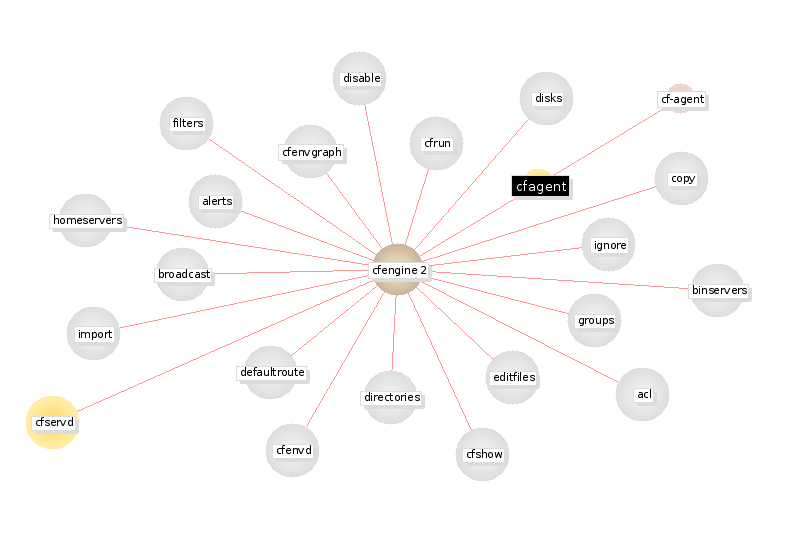 disable
disks
cf-agent
filters
cfrun
cfenvgraph
copy
cfagent
alerts
homeservers
ignore
cfengine 2
broadcast
binservers
groups
import
defaultroute
editfiles
acl
directories
cfservd
cfenvd
cfshow